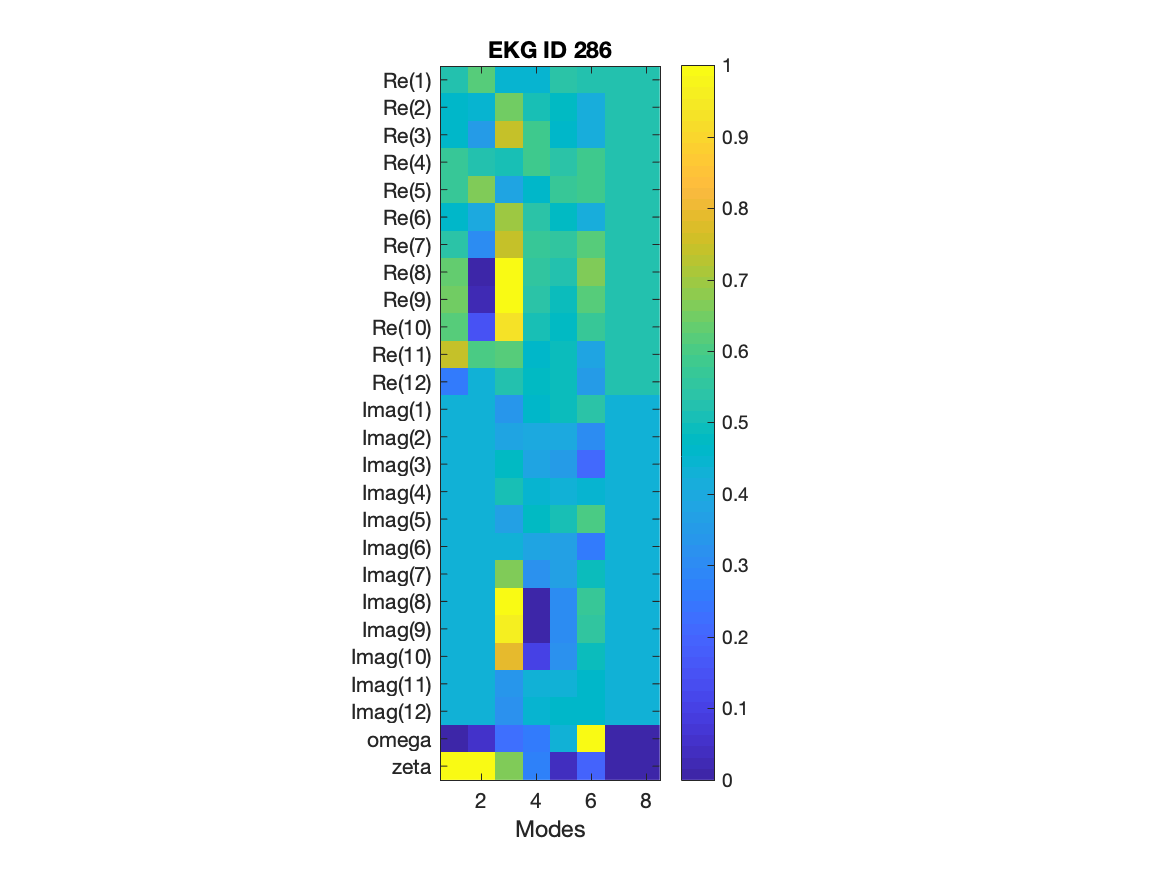 EKG ID 286
Re(1)
Re(2)
Re(3)
Re(4)
Re(5)
Re(6)
Re(7)
Re(8)
Re(9)
Re(10)
Re(11)
Re(12)
Imag(1)
Imag(2)
Imag(3)
Imag(4)
Imag(5)
Imag(6)
Imag(7)
Imag(8)
Imag(9)
Imag(10)
Imag(11)
Imag(12)
omega
zeta
2 4 6 8
Modes
1
0.9
0.8
0.7
0.6
0.5
0.4
0.3
0.2
0.1
0